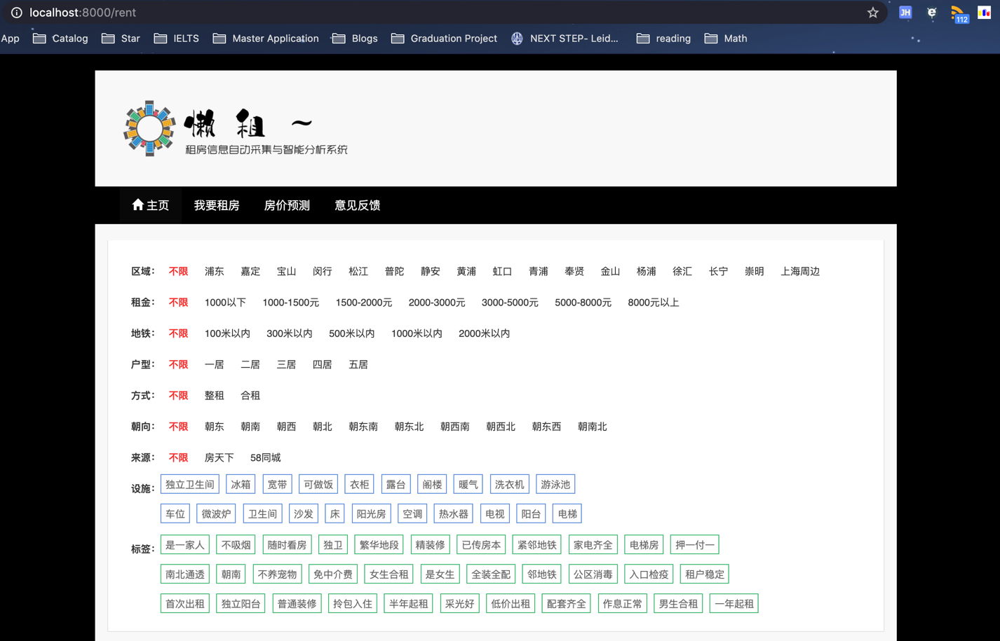 localhost:8000/rent
JH
112
App Catalog Star IELTS Master Application Blogs Graduation Project NEXT STEP- Leid... reading Math
懒 租 ~
租房信息自动采集与智能分析系统
主页 我要租房 房价预测 意见反馈
区域： 不限 浦东 嘉定 宝山 闵行 松江 普陀 静安 黄浦 虹口 青浦 奉贤 金山 杨浦 徐汇 长宁 崇明 上海周边
租金： 不限 1000以下 1000-1500元 1500-2000元 2000-3000元 3000-5000元 5000-8000元 8000元以上
地铁： 不限 100米以内 300米以内 500米以内 1000米以内 2000米以内
户型： 不限 一居 二居 三居 四居 五居
方式： 不限 整租 合租
朝向： 不限 朝东 朝南 朝西 朝北 朝东南 朝东北 朝西南 朝西北 朝东西 朝南北
来源： 不限 房天下 58同城
设施： 独立卫生间 冰箱 宽带 可做饭 衣柜 露台 阁楼 暖气 洗衣机 游泳池
车位 微波炉 卫生间 沙发 床 阳光房 空调 热水器 电视 阳台 电梯
标签： 是一家人 不吸烟 随时看房 独卫 繁华地段 精装修 已传房本 紧邻地铁 家电齐全 电梯房 押一付一
南北通透 朝南 不养宠物 免中介费 女生合租 是女生 全装全配 邻地铁 公区消毒 入口检疫 租户稳定
首次出租 独立阳台 普通装修 拎包入住 半年起租 采光好 低价出租 配套齐全 作息正常 男生合租 一年起租